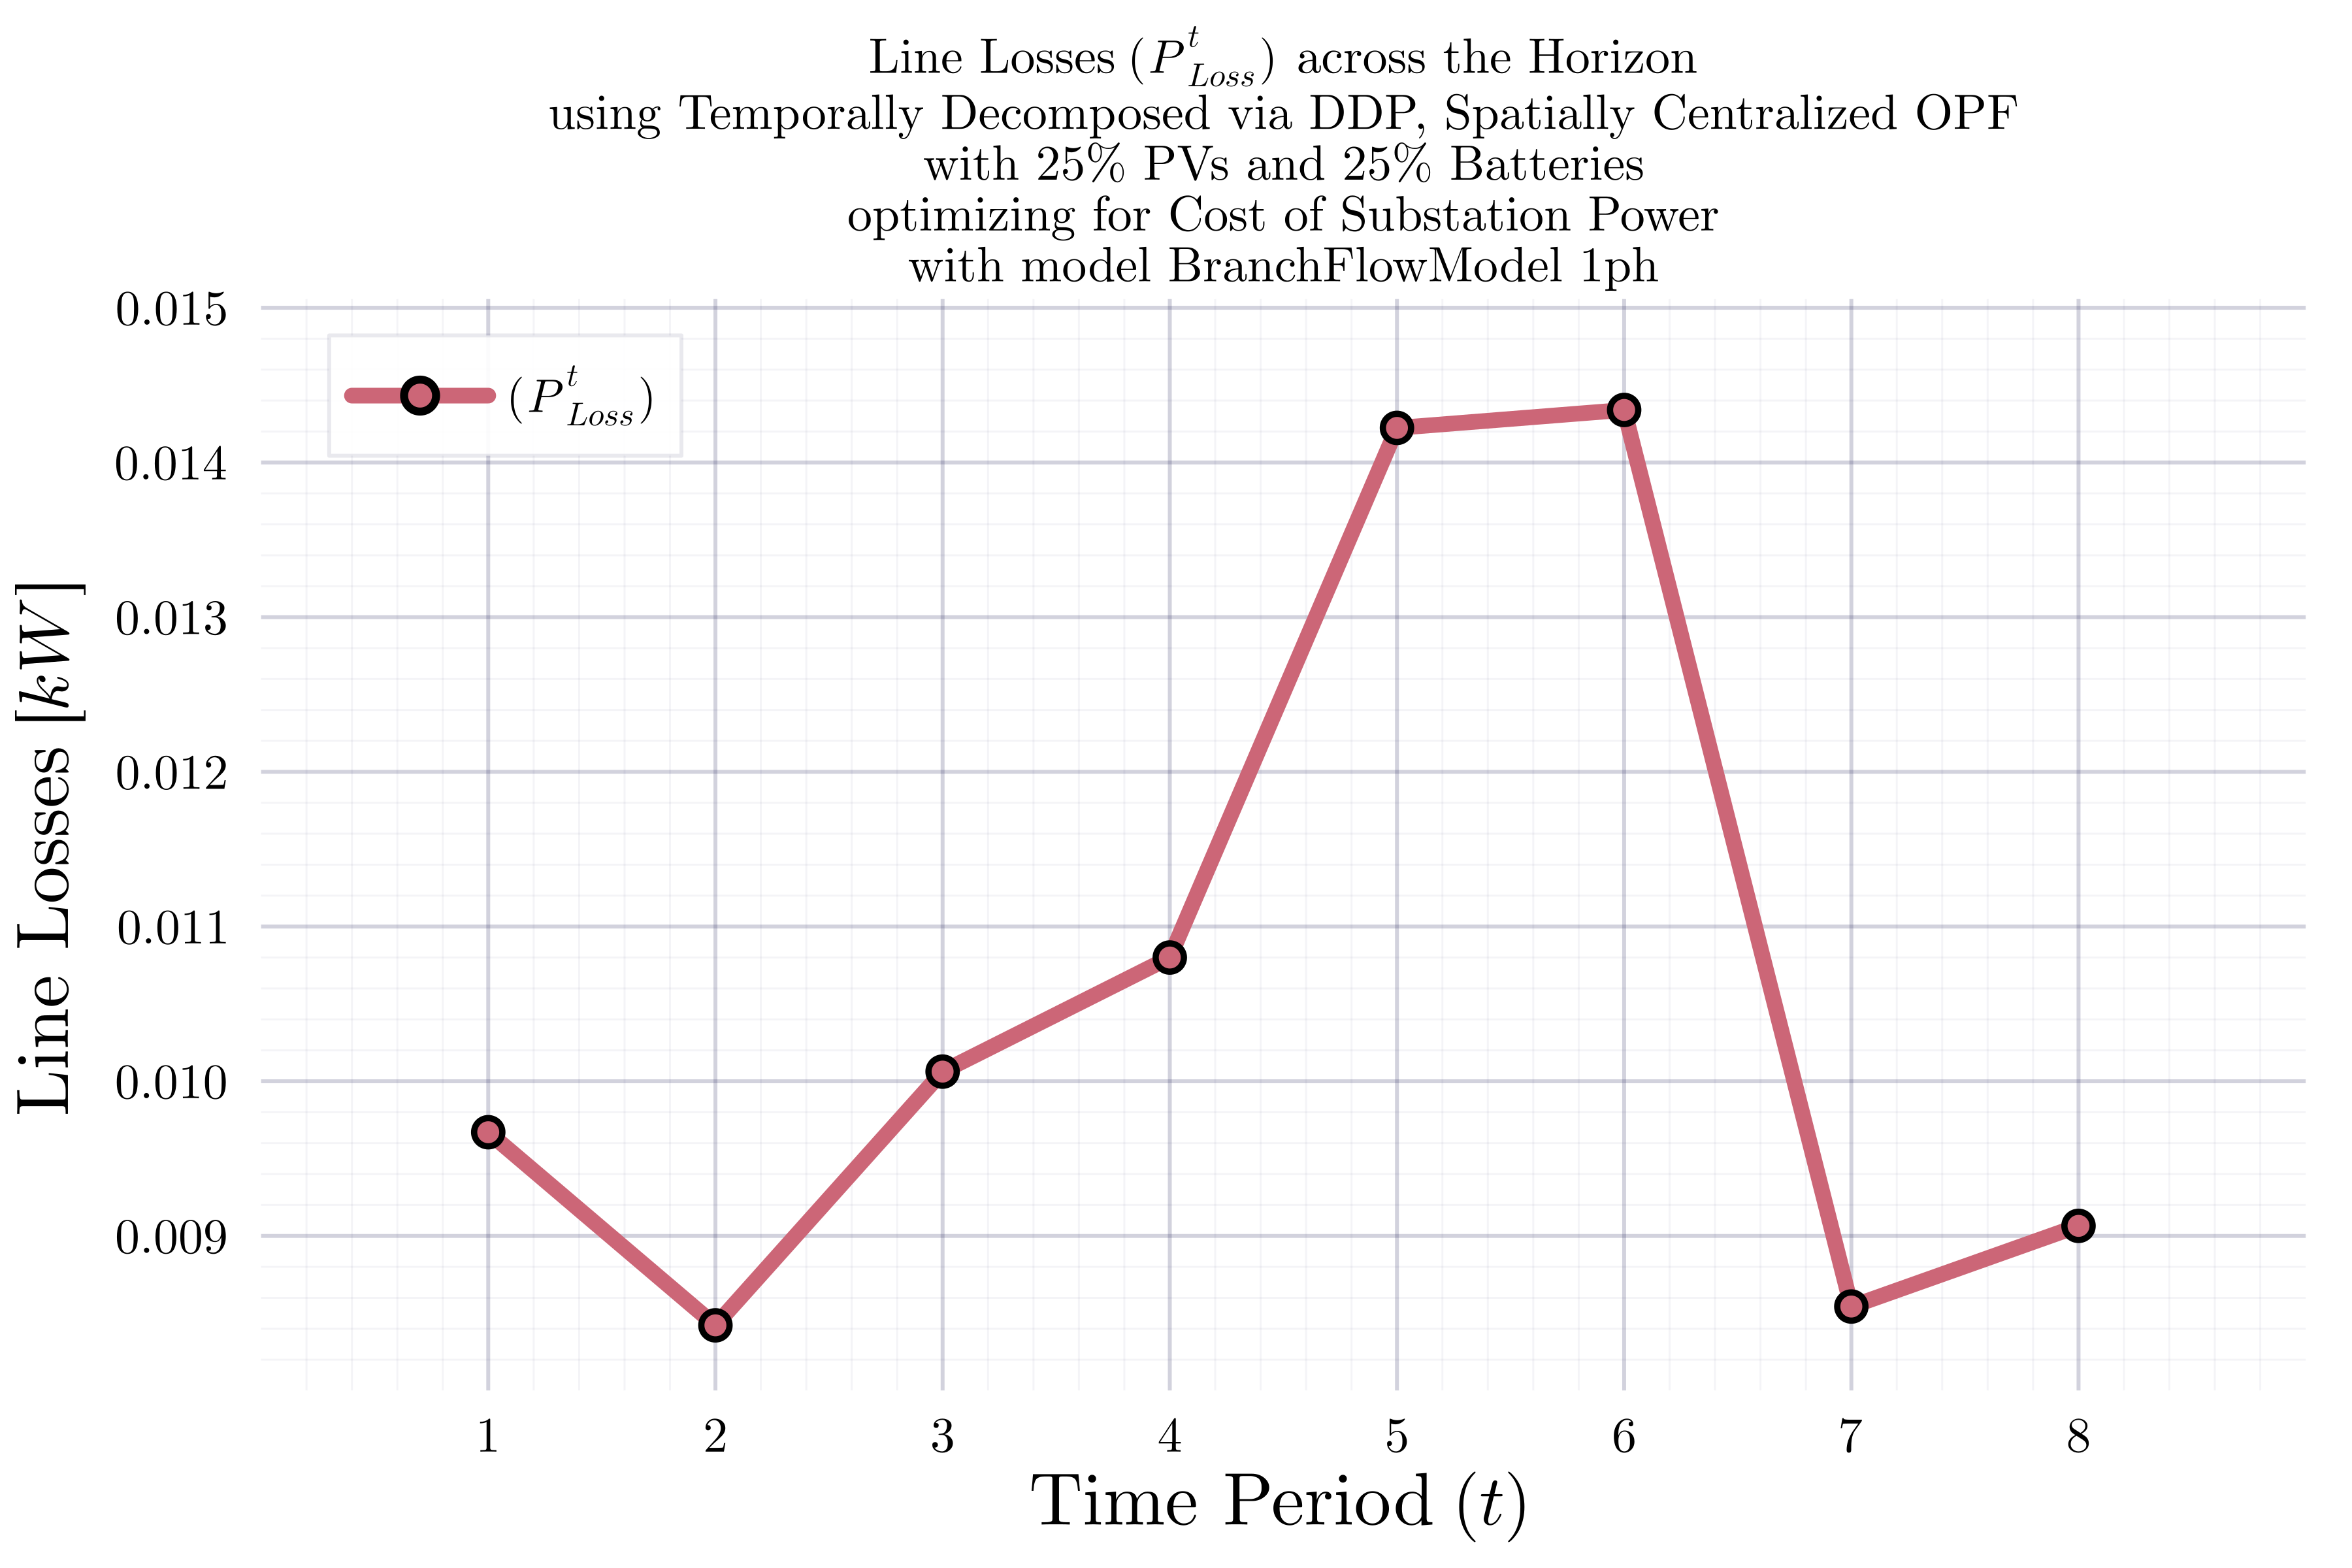 Line Losses (P^t_Loss) across the Horizon
using Temporally Decomposed via DDP, Spatially Centralized OPF
with 25% PVs and 25% Batteries
optimizing for Cost of Substation Power
with model BranchFlowModel 1ph
(P^t_Loss)
0.015
0.014
0.013
0.012
0.011
0.010
0.009
Line Losses [kW]
1 2 3 4 5 6 7 8
Time Period (t)